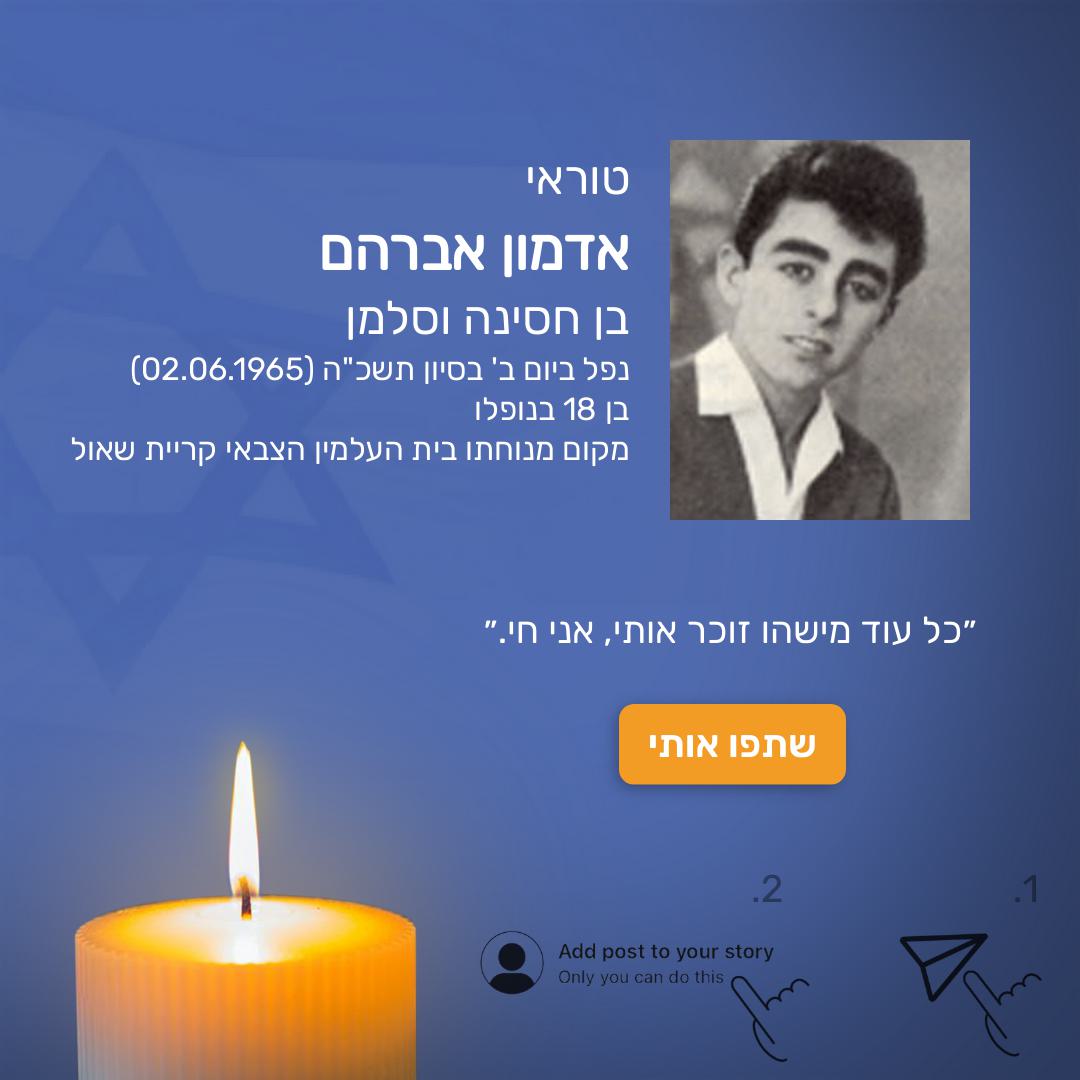 טוראי
אדמון אברהם
בן חסינה וסלמן
נפל ביום ב' בסיון תשכ"ה (02.06.1965)
בן 18 בנופלו
מקום מנוחתו בית העלמין הצבאי קריית שאול
״כל עוד מישהו זוכר אותי, אני חי.״
שתפו אותי
.1
.2
Add post to your story
Only you can do this